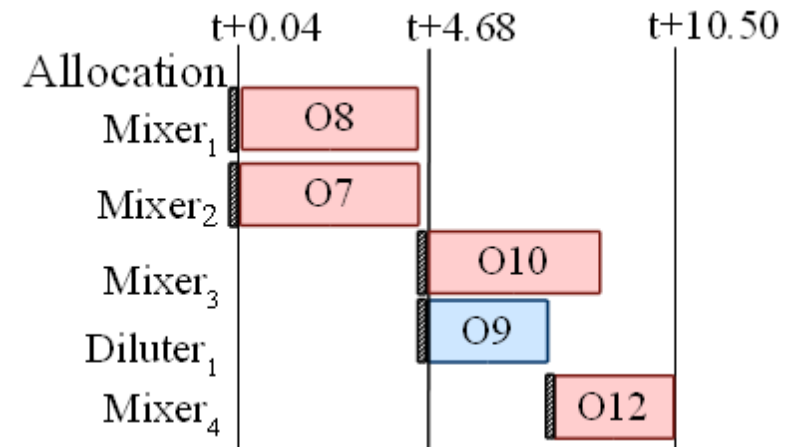 t+0.04 t+4.68 t+10.50
Allocation
Mixer₁ O8
Mixer₂ O7
Mixer₃ O10
Diluter₁ O9
Mixer₄ O12